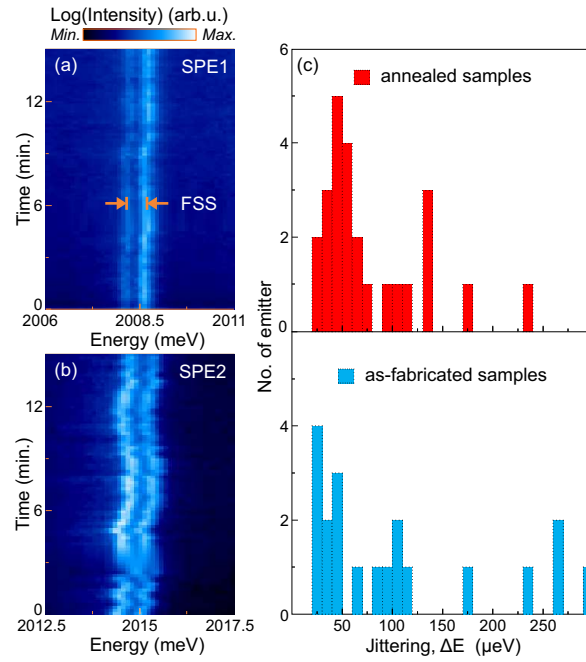 Log(Intensity) (arb.u.)
Min. Max.
(a) SPE1
12
6
0
Time (min.)
FSS
2006 2008.5 2011
Energy (meV)
(b) SPE2
12
6
0
Time (min.)
2012.5 2015 2017.5
Energy (meV)
(c)
annealed samples
6
4
2
0
No. of emitter
as-fabricated samples
4
2
0
50 100 150 200 250
Jittering, ΔE (μeV)